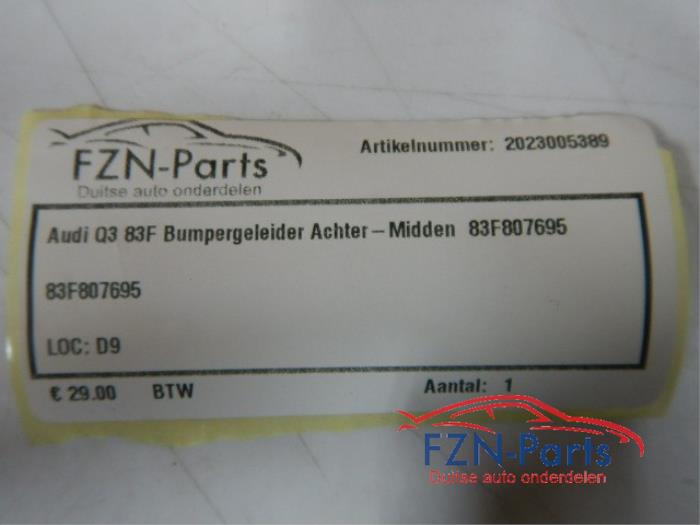 FZN-Parts
Duitse auto onderdelen
Artikelnummer: 2023005389
Audi Q3 83F Bumpergeleider Achter – Midden 83F807695
83F807695
LOC: D9
€ 29.00 BTW Aantal: 1
FZN-Parts
Duitse auto onderdelen